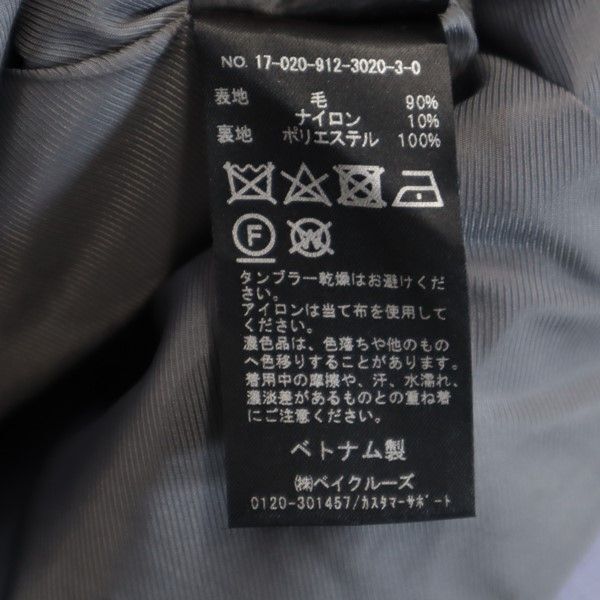 NO. 17-020-912-3020-3-0
表地 毛 90%
ナイロン 10%
裏地 ポリエステル 100%
F W
タンブラー乾燥はお避けくだ
さい。
アイロンは当て布を使用して
ください。
濃色品は、色落ちや他のもの
へ色移りすることがあります。
着用中の摩擦や、汗、水濡れ、
濃淡差があるものとの重ね着
にご注意ください。
ベトナム製
㈱ベイクルーズ
0120-301457/カスタマーサポート